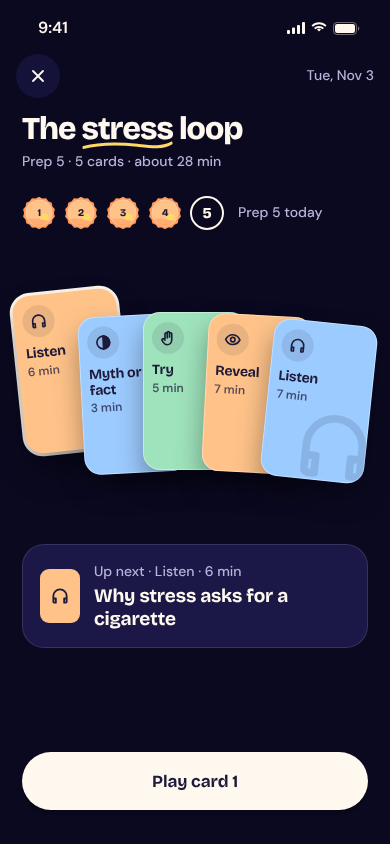 9:41
Tue, Nov 3
The stress loop
Prep 5 · 5 cards · about 28 min
1 2 3 4 5 Prep 5 today
Listen
6 min
Myth or
fact
3 min
Try
5 min
Reveal
7 min
Listen
7 min
Up next · Listen · 6 min
Why stress asks for a
cigarette
Play card 1